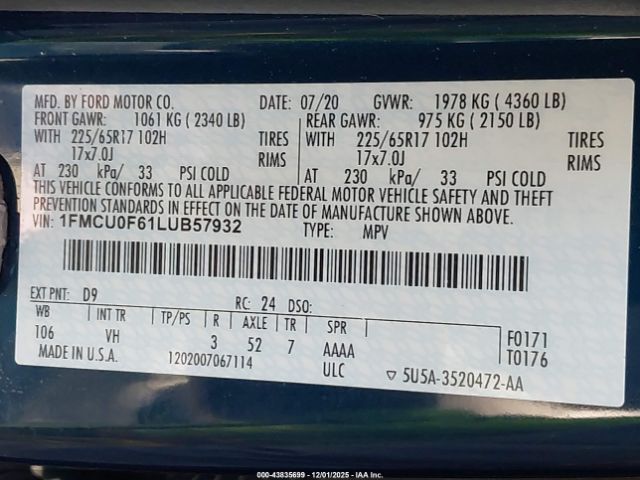 MFD. BY FORD MOTOR CO. DATE: 07/20 GVWR: 1978 KG ( 4360 LB)
FRONT GAWR: 1061 KG ( 2340 LB) REAR GAWR: 975 KG ( 2150 LB)
WITH 225/65R17 102H TIRES WITH 225/65R17 102H TIRES
17x7.0J RIMS 17x7.0J RIMS
AT 230 kPa/ 33 PSI COLD AT 230 kPa/ 33 PSI COLD
THIS VEHICLE CONFORMS TO ALL APPLICABLE FEDERAL MOTOR VEHICLE SAFETY AND THEFT
PREVENTION STANDARDS IN EFFECT ON THE DATE OF MANUFACTURE SHOWN ABOVE.
VIN: 1FMCU0F61LUB57932 TYPE: MPV
EXT PNT: D9 RC: 24 DSO:
WB INT TR TP/PS R AXLE TR SPR
106 VH 3 52 7 AAAA
F0171
T0176
MADE IN U.S.A. 1202007067114 ULC ▽ 5U5A-3520472-AA
000-43835699 - 12/01/2025 - IAA Inc.